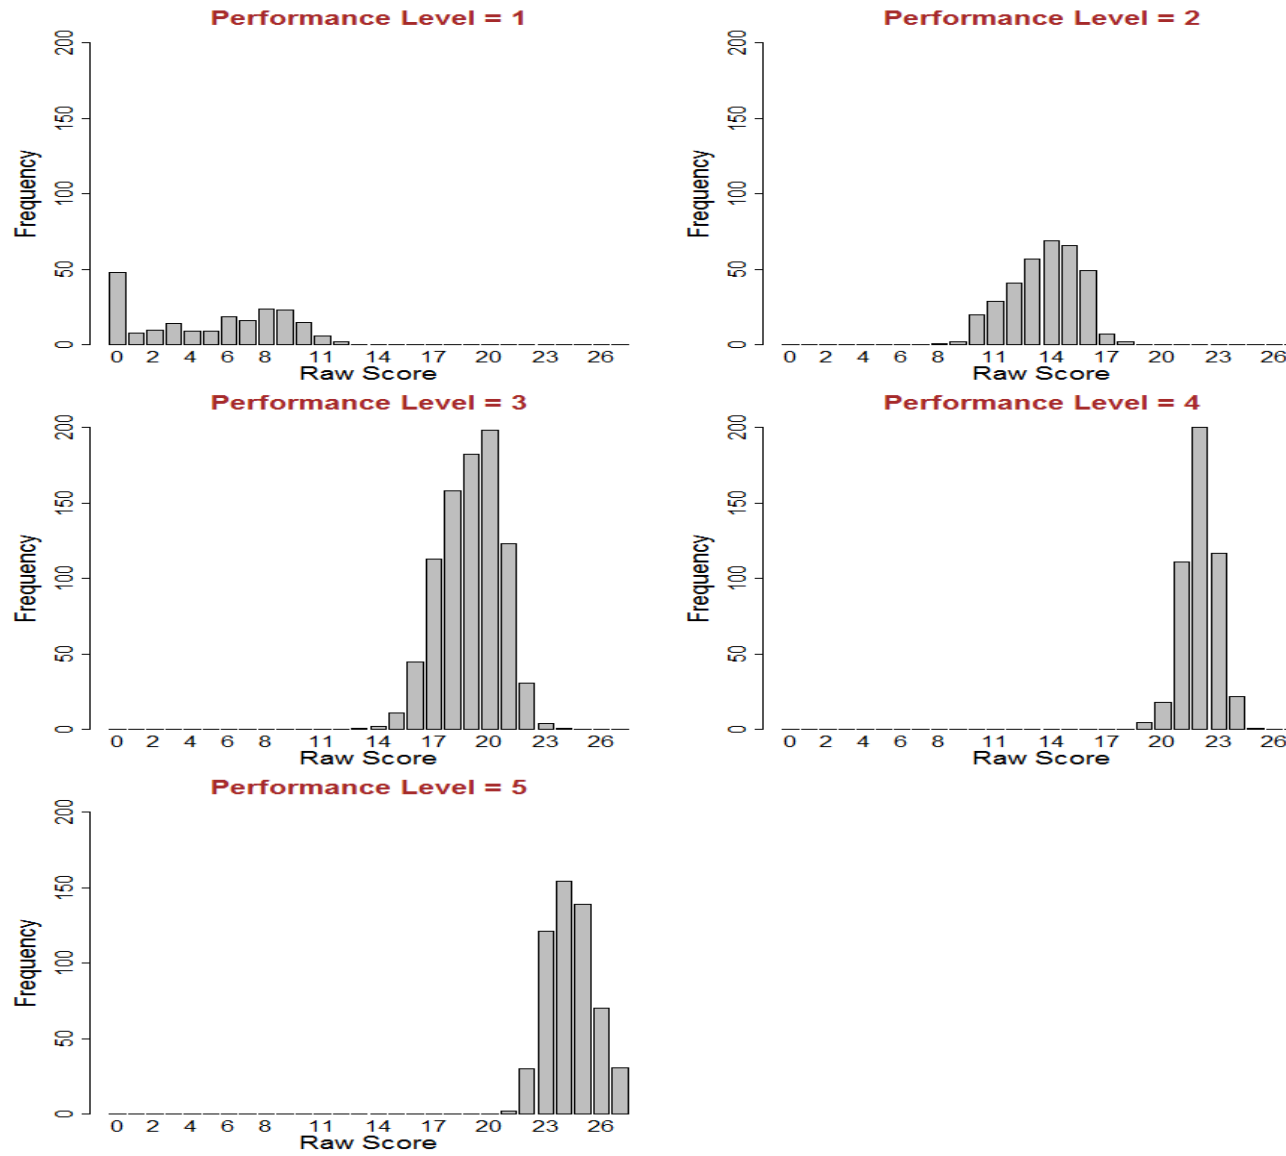 Performance Level = 1
Frequency
0 50 100 150 200
0 2 4 6 8 11 14 17 20 23 26
Raw Score
Performance Level = 2
Frequency
0 50 100 150 200
0 2 4 6 8 11 14 17 20 23 26
Raw Score
Performance Level = 3
Frequency
0 50 100 150 200
0 2 4 6 8 11 14 17 20 23 26
Raw Score
Performance Level = 4
Frequency
0 50 100 150 200
0 2 4 6 8 11 14 17 20 23 26
Raw Score
Performance Level = 5
Frequency
0 50 100 150 200
0 2 4 6 8 11 14 17 20 23 26
Raw Score